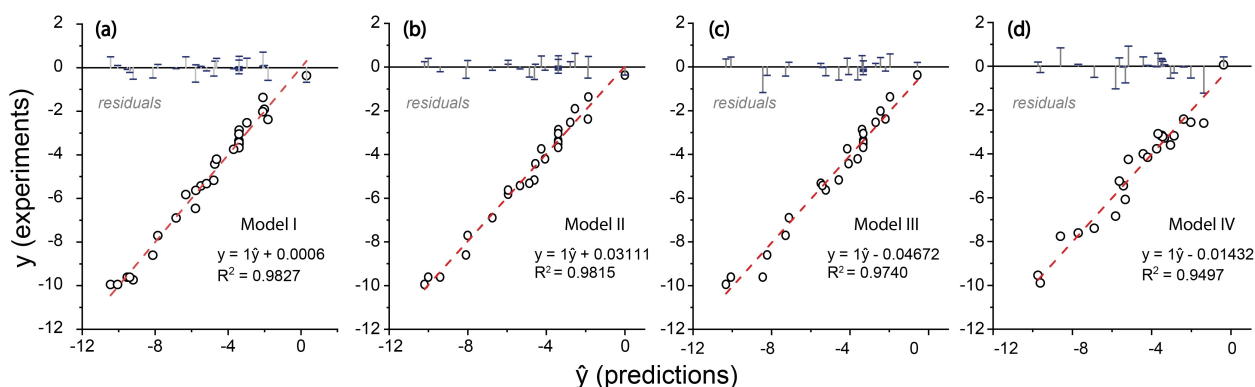 (a)
2
0
-2
-4
-6
-8
-10
-12
-12
-8
-4
0
residuals
Model I
y = 1ŷ + 0.0006
R² = 0.9827
(b)
2
0
-2
-4
-6
-8
-10
-12
-12
-8
-4
0
residuals
Model II
y = 1ŷ + 0.03111
R² = 0.9815
(c)
2
0
-2
-4
-6
-8
-10
-12
-12
-8
-4
0
residuals
Model III
y = 1ŷ - 0.04672
R² = 0.9740
(d)
2
0
-2
-4
-6
-8
-10
-12
-12
-8
-4
0
residuals
Model IV
y = 1ŷ - 0.01432
R² = 0.9497
y (experiments)
ŷ (predictions)